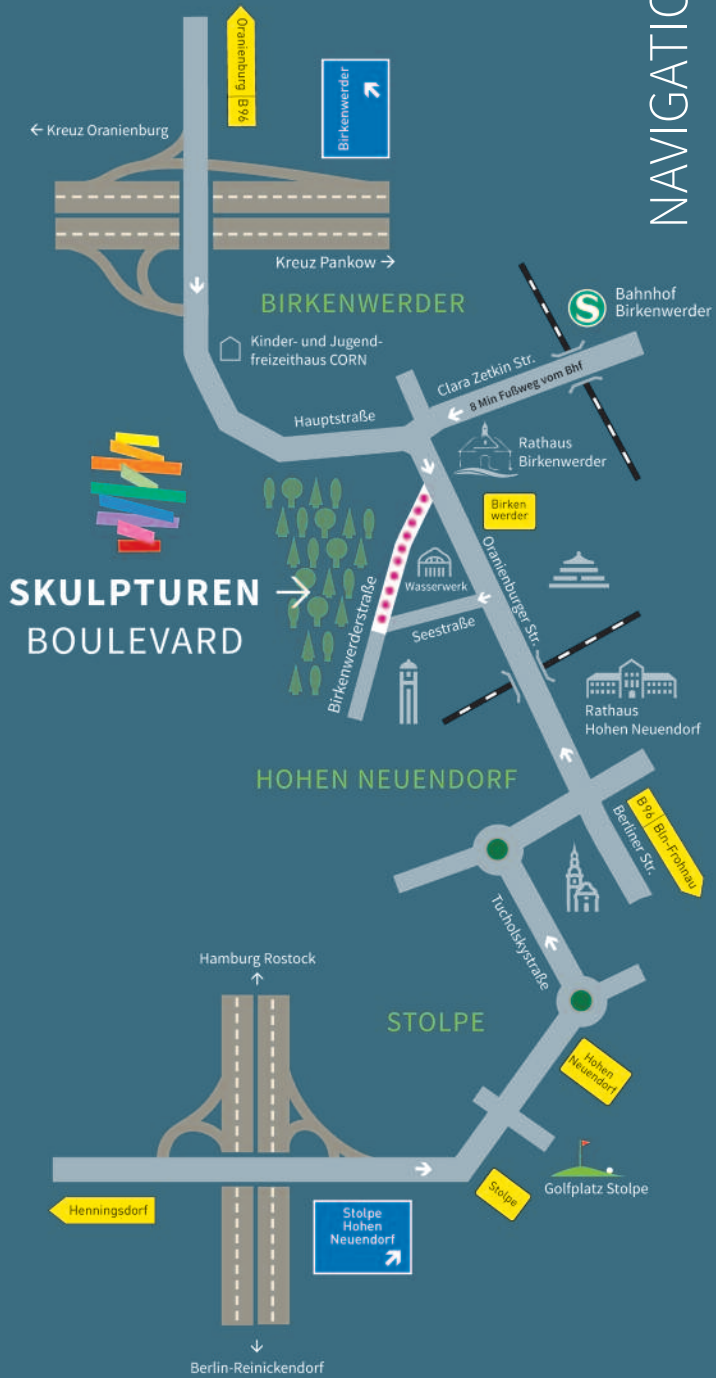 NAVIGATIO
Oranienburg B96
Birkenwerder
← Kreuz Oranienburg
Kreuz Pankow →
BIRKENWERDER
Bahnhof
Birkenwerder
S
Kinder- und Jugend-
freizeithaus CORN
Clara Zetkin Str.
8 Min Fußweg vom Bhf
Hauptstraße
Rathaus
Birkenwerder
Birken
werder
SKULPTUREN →
BOULEVARD
Wasserwerk
Oranienburger Str.
Seestraße
Birkenwerderstraße
Rathaus
Hohen Neuendorf
HOHEN NEUENDORF
B96 Bln-Frohnau
Berliner Str.
Tucholskystraße
Hamburg Rostock
↑
STOLPE
Hohen
Neuendorf
Stolpe
Golfplatz Stolpe
Henningsdorf
Stolpe
Hohen
Neuendorf
↓
Berlin-Reinickendorf